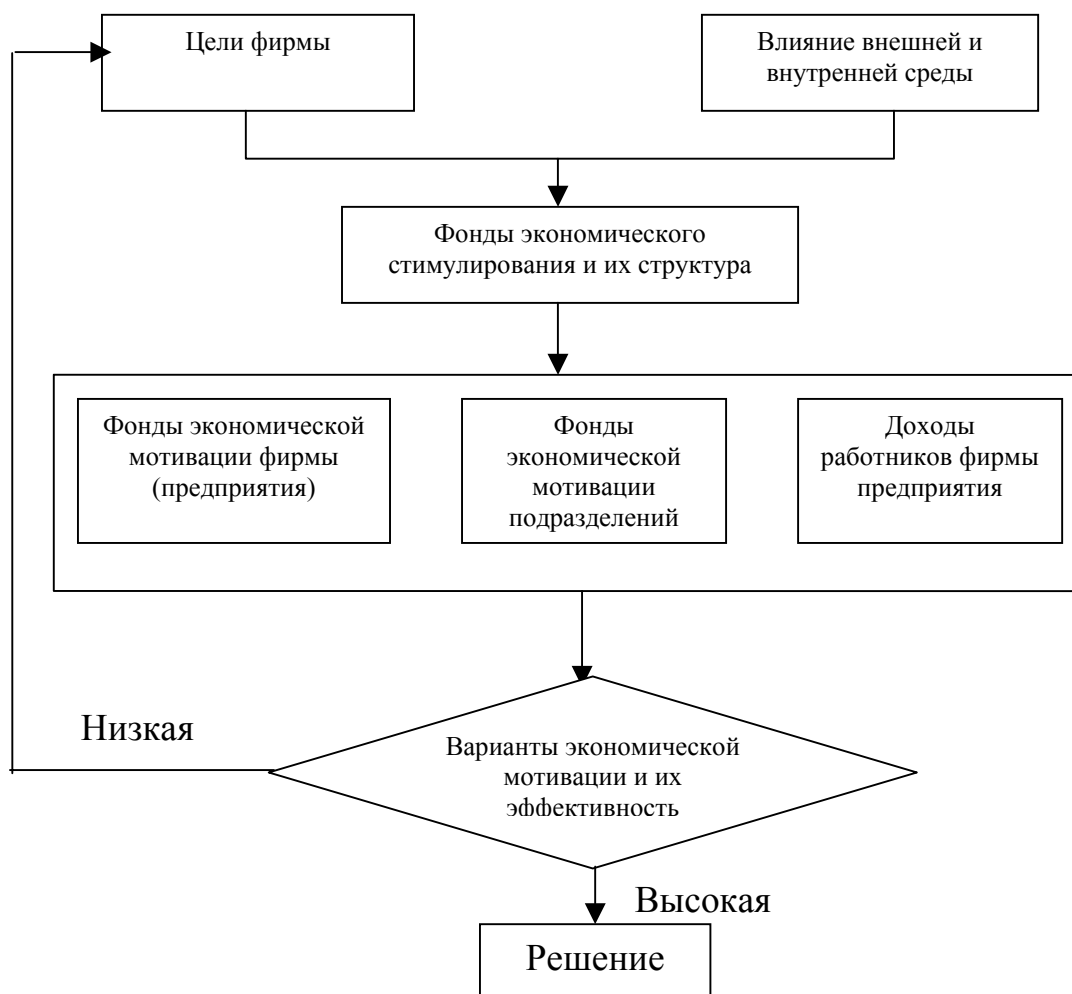 Цели фирмы
Влияние внешней и
внутренней среды
Фонды экономического
стимулирования и их структура
Фонды экономической
мотивации фирмы
(предприятия)
Фонды
экономической
мотивации
подразделений
Доходы
работников фирмы
предприятия
Низкая
Варианты экономической
мотивации и их
эффективность
Высокая
Решение